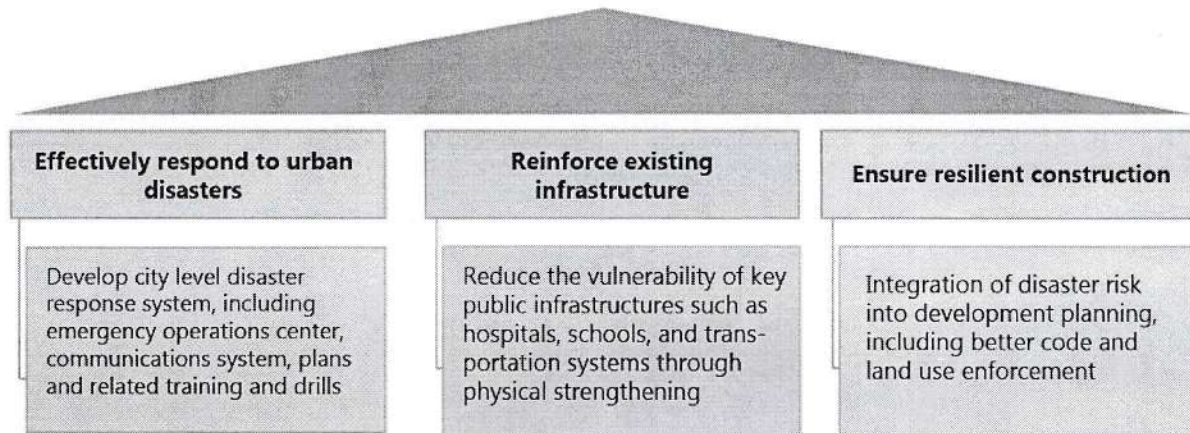 Effectively respond to urban
disasters
Develop city level disaster
response system, including
emergency operations center,
communications system, plans
and related training and drills
Reinforce existing
infrastructure
Reduce the vulnerability of key
public infrastructures such as
hospitals, schools, and trans-
portation systems through
physical strengthening
Ensure resilient construction
Integration of disaster risk
into development planning,
including better code and
land use enforcement